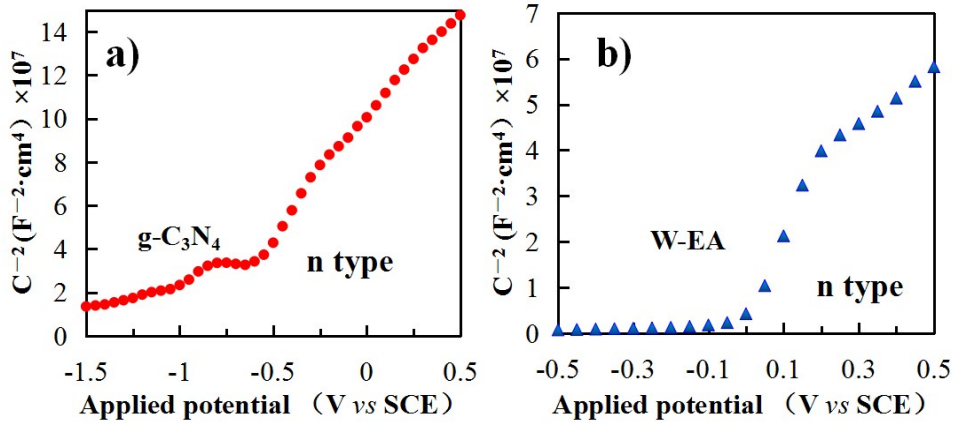 a)
C⁻² (F⁻²·cm⁴) ×10⁷
14
12
10
8
6
4
2
0
g-C₃N₄
n type
-1.5 -1 -0.5 0 0.5
Applied potential （V vs SCE）
b)
C⁻² (F⁻²·cm⁴) ×10⁷
7
6
5
4
3
2
1
0
W-EA
n type
-0.5 -0.3 -0.1 0.1 0.3 0.5
Applied potential （V vs SCE）